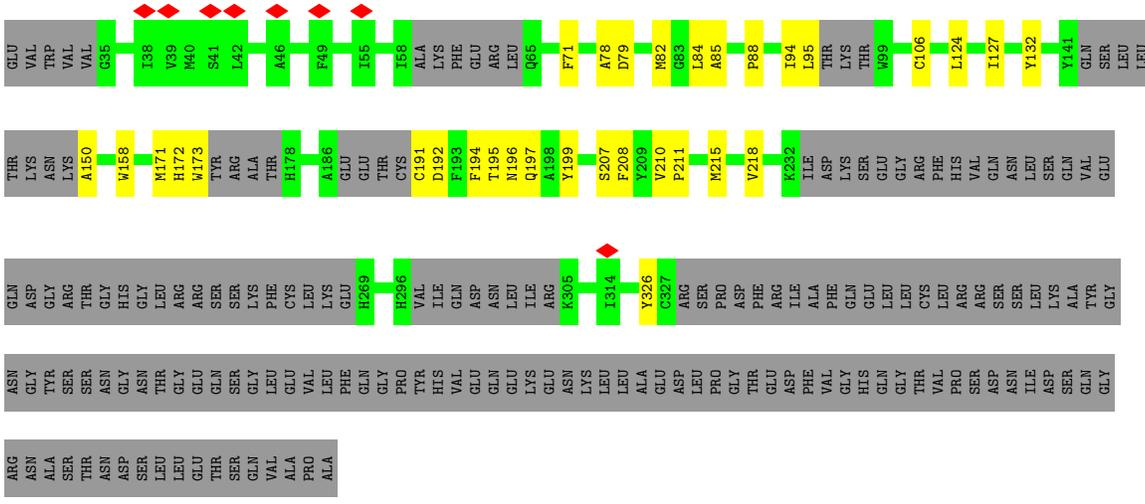 GLU VAL TRP VAL VAL G35 I38 V39 M40 S41 L42 A46 F49 I55 I58 ALA LYS PHE GLU ARG LEU Q65 F71 A78 D79 M82 G83 L84 A85 P88 I94 L95 THR LYS THR W99 C106 L124 I127 Y132 Y141 GLN SER LEU LEU
THR LYS ASN LYS A150 W158 M171 H172 W173 TYR ARG ALA THR H178 A186 GLU GLU THR CYS C191 D192 F193 F194 T195 N196 Q197 A198 Y199 S207 F208 Y209 V210 P211 M215 V218 K232 ILE ASP LYS SER GLU GLY ARG PHE HIS VAL GLN ASN LEU SER GLN VAL GLU
GLN ASP GLY ARG THR GLY HIS GLY LEU ARG ARG SER SER LYS PHE CYS LEU LYS GLU H269 H296 VAL ILE GLN ASP ASN LEU ILE ARG K305 I314 Y326 C327 ARG SER PRO ASP PHE ARG ILE ALA PHE GLN GLU LEU LEU CYS LEU ARG ARG SER SER LEU LYS ALA TYR GLY
ASN GLY TYR SER SER ASN GLY ASN THR GLY GLU GLN SER GLY LEU GLU VAL LEU PHE GLN GLY PRO TYR HIS VAL GLU GLN GLU LYS GLU ASN LYS LEU LEU ALA GLU ASP LEU PRO GLY THR GLU ASP PHE VAL GLY HIS GLN GLY THR VAL PRO SER ASP ASN ILE ASP SER GLN GLY
ARG ASN ALA SER THR ASN ASP SER LEU LEU GLU THR SER GLN VAL ALA PRO ALA